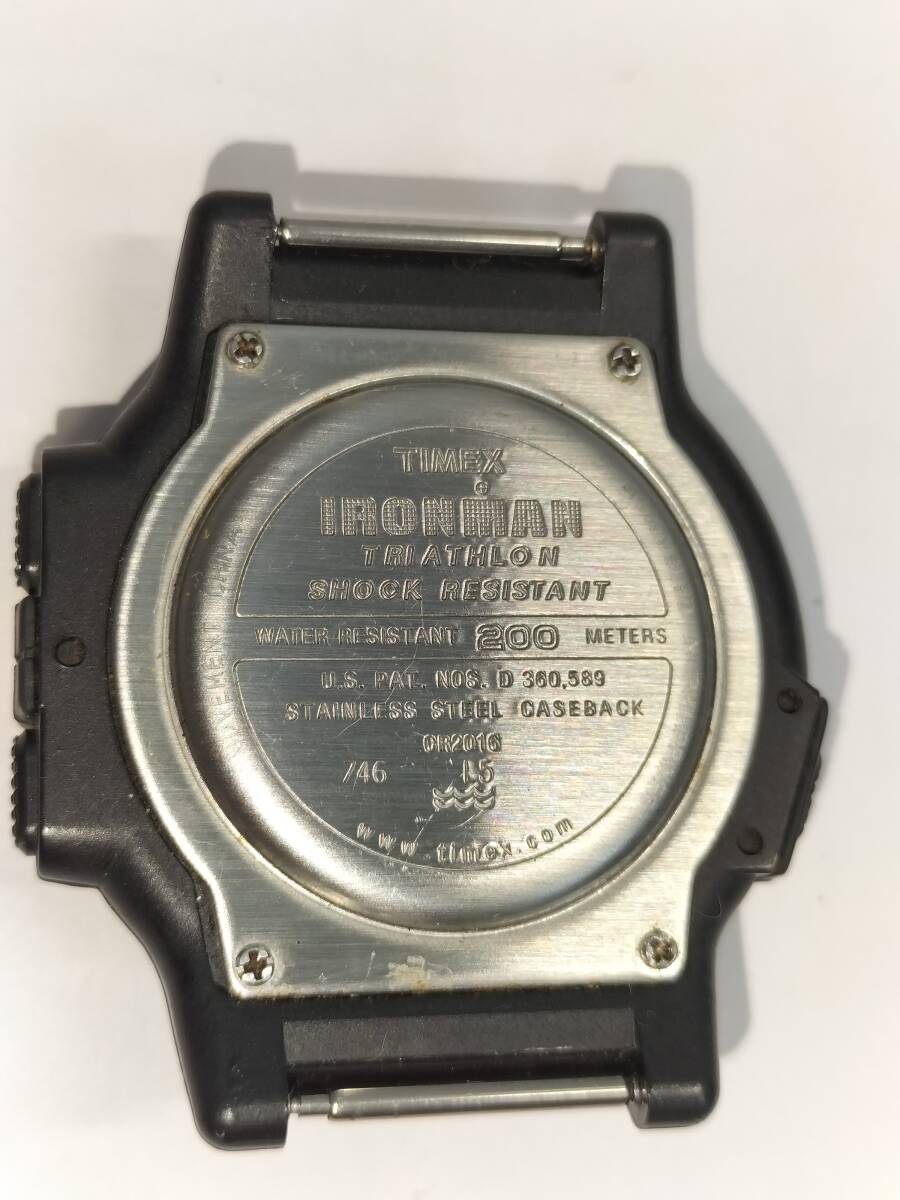 TIMEX
®
IRONMAN
TRIATHLON
SHOCK RESISTANT
WATER RESISTANT 200 METERS
U.S. PAT. NOS. D 360,589
STAINLESS STEEL CASEBACK
CR2016
746 L5
www.timex.com